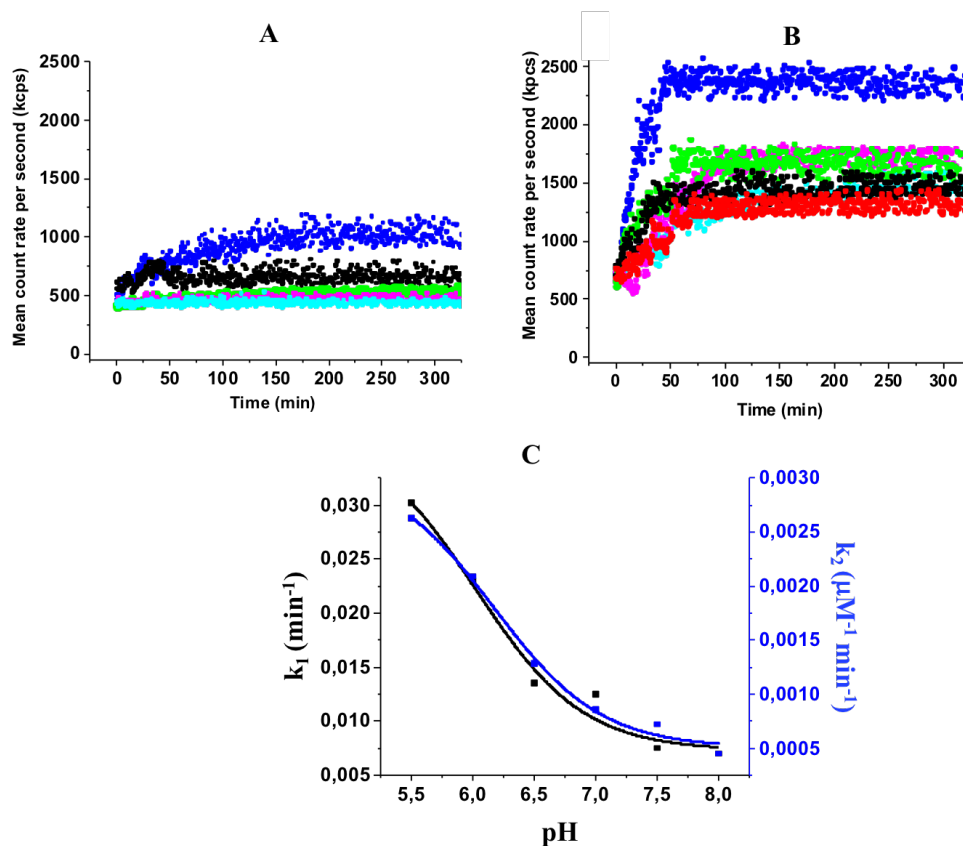 A
Mean count rate per second (kcps)
2500
2000
1500
1000
500
0
0 50 100 150 200 250 300
Time (min)
B
Mean count rate per second (kpcs)
2500
2000
1500
1000
500
0
0 50 100 150 200 250 300
Time (min)
C
k₁ (min⁻¹)
0,030
0,025
0,020
0,015
0,010
0,005
0,0030
0,0025
0,0020
0,0015
0,0010
0,0005
k₂ (µM⁻¹ min⁻¹)
5,5 6,0 6,5 7,0 7,5 8,0
pH